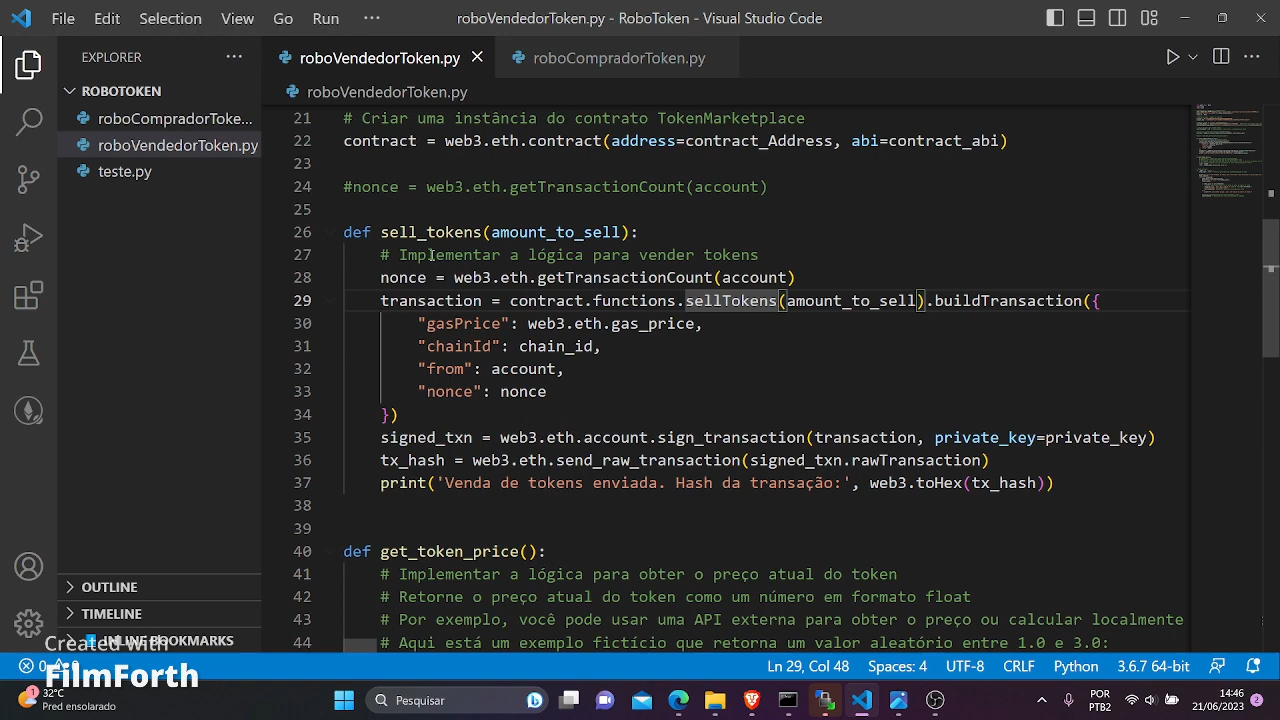 File Edit Selection View Go Run ···
roboVendedorToken.py - RoboToken - Visual Studio Code
EXPLORER
ROBOTOKEN
roboCompradorToke...
roboVendedorToken.py
teste.py
OUTLINE
TIMELINE
INLINE BOOKMARKS
roboVendedorToken.py
roboCompradorToken.py
roboVendedorToken.py
21 # Criar uma instância do contrato TokenMarketplace
22 contract = web3.eth.contract(address=contract_Address, abi=contract_abi)
23
24 #nonce = web3.eth.getTransactionCount(account)
25
26 def sell_tokens(amount_to_sell):
27 # Implementar a lógica para vender tokens
28 nonce = web3.eth.getTransactionCount(account)
29 transaction = contract.functions.sellTokens(amount_to_sell).buildTransaction({
30 "gasPrice": web3.eth.gas_price,
31 "chainId": chain_id,
32 "from": account,
33 "nonce": nonce
34 })
35 signed_txn = web3.eth.account.sign_transaction(transaction, private_key=private_key)
36 tx_hash = web3.eth.send_raw_transaction(signed_txn.rawTransaction)
37 print('Venda de tokens enviada. Hash da transação:', web3.toHex(tx_hash))
38
39
40 def get_token_price():
41 # Implementar a lógica para obter o preço atual do token
42 # Retorne o preço atual do token como um número em formato float
43 # Por exemplo, você pode usar uma API externa para obter o preço ou calcular localmente
44 # Aqui está um exemplo fictício que retorna um valor aleatório entre 1.0 e 3.0:
Created With
FilmForth
Ln 29, Col 48 Spaces: 4 UTF-8 CRLF Python 3.6.7 64-bit
1
32°C
Pred ensolarado
Pesquisar
POR
PTB2
14:46
21/06/2023
2